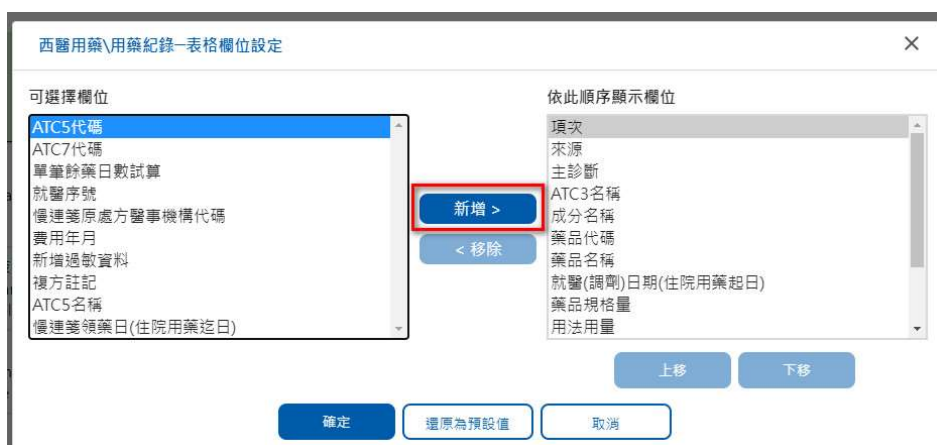 西醫用藥\用藥紀錄─表格欄位設定
可選擇欄位
ATC5代碼
ATC7代碼
單筆餘藥日數試算
就醫序號
慢連箋原處方醫事機構代碼
費用年月
新增過敏資料
複方註記
ATC5名稱
慢連箋領藥日(住院用藥迄日)
新增 >
< 移除
依此順序顯示欄位
項次
來源
主診斷
ATC3名稱
成分名稱
藥品代碼
藥品名稱
就醫(調劑)日期(住院用藥起日)
藥品規格量
用法用量
上移
下移
確定
還原為預設值
取消